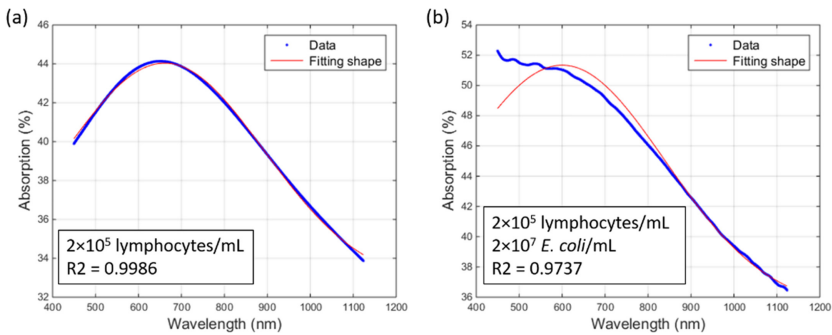 (a)
46
44
42
40
38
36
34
32
Absorption (%)
Data
Fitting shape
2×10⁵ lymphocytes/mL
R2 = 0.9986
400 500 600 700 800 900 1000 1100 1200
Wavelength (nm)
(b)
54
52
50
48
46
44
42
40
38
36
Absorption (%)
Data
Fitting shape
2×10⁵ lymphocytes/mL
2×10⁷ E. coli/mL
R2 = 0.9737
400 500 600 700 800 900 1000 1100 1200
Wavelength (nm)